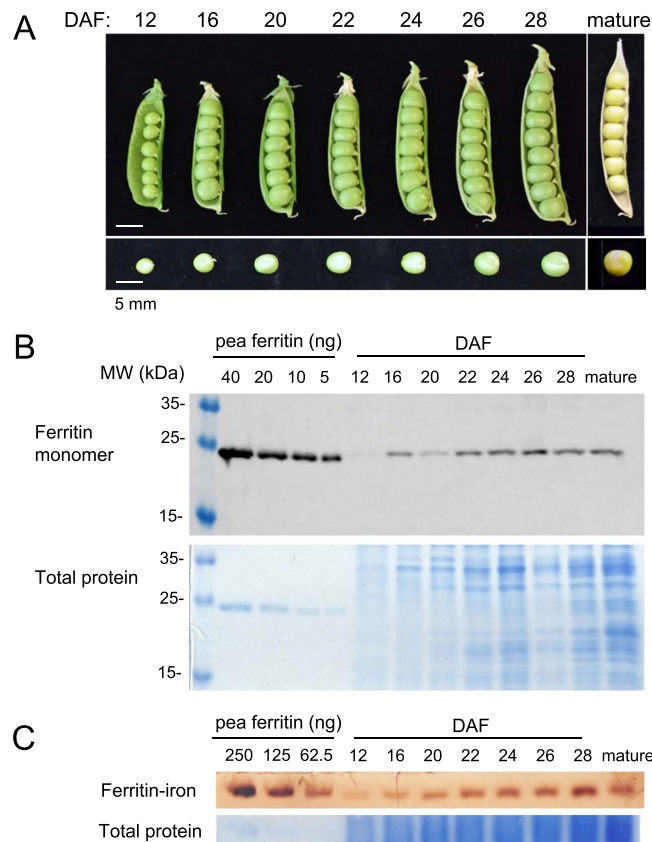 A
DAF: 12 16 20 22 24 26 28 mature
5 mm
B
pea ferritin (ng) DAF
MW (kDa) 40 20 10 5 12 16 20 22 24 26 28 mature
35-
Ferritin monomer
25-
15-
35-
Total protein
25-
15-
C
pea ferritin (ng) DAF
250 125 62.5 12 16 20 22 24 26 28 mature
Ferritin-iron
Total protein